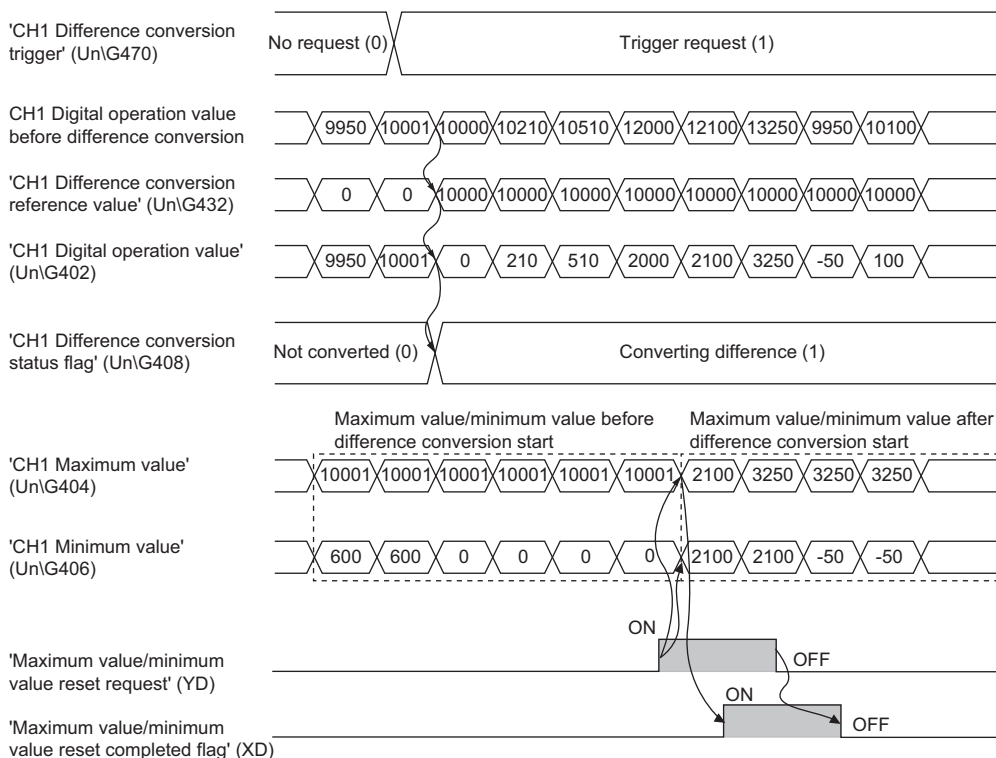 'CH1 Difference conversion
trigger' (Un\G470)
No request (0)
Trigger request (1)
CH1 Digital operation value
before difference conversion
9950 10001 10000 10210 10510 12000 12100 13250 9950 10100
'CH1 Difference conversion
reference value' (Un\G432)
0 0 10000 10000 10000 10000 10000 10000 10000 10000
'CH1 Digital operation value'
(Un\G402)
9950 10001 0 210 510 2000 2100 3250 -50 100
'CH1 Difference conversion
status flag' (Un\G408)
Not converted (0)
Converting difference (1)
Maximum value/minimum value before
difference conversion start
Maximum value/minimum value after
difference conversion start
'CH1 Maximum value'
(Un\G404)
10001 10001 10001 10001 10001 10001 2100 3250 3250 3250
'CH1 Minimum value'
(Un\G406)
600 600 0 0 0 0 2100 2100 -50 -50
ON
'Maximum value/minimum
value reset request' (YD)
OFF
ON
'Maximum value/minimum
value reset completed flag' (XD)
OFF